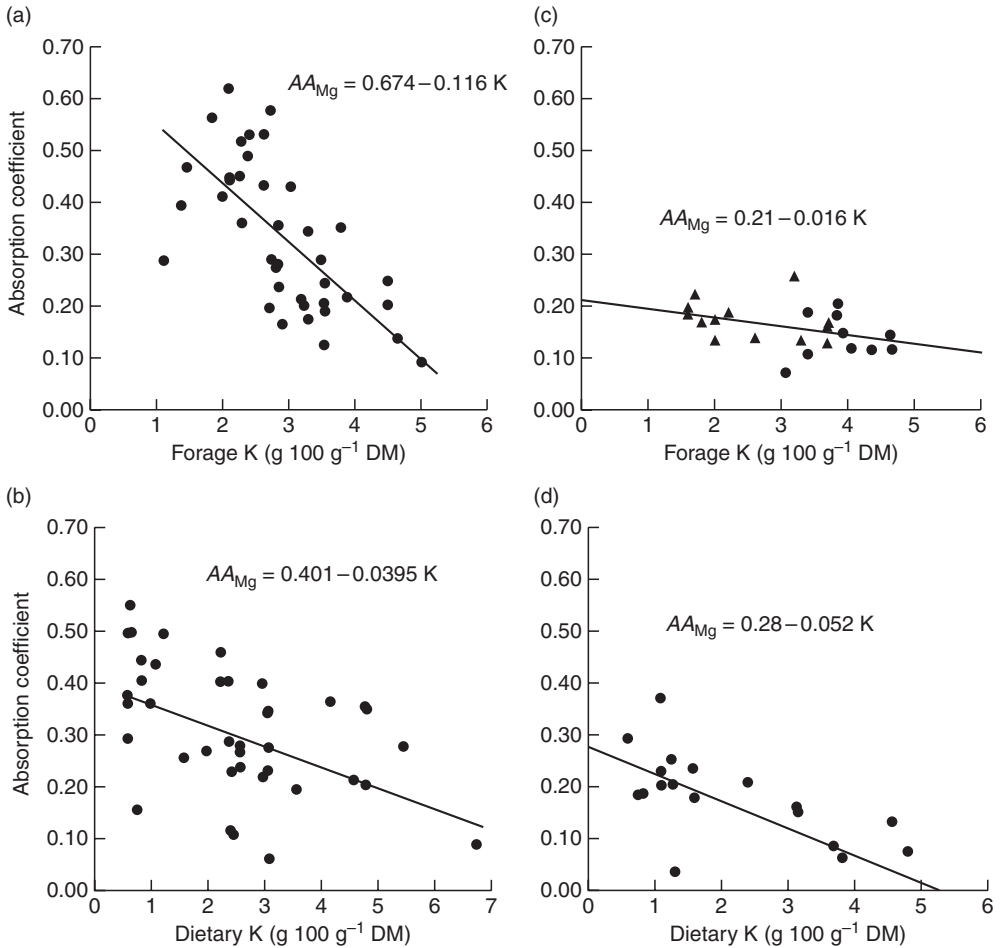 (a)
0.70
0.60
0.50
0.40
0.30
0.20
0.10
0.00
Absorption coefficient
AA_Mg = 0.674–0.116 K
0 1 2 3 4 5 6
Forage K (g 100 g⁻¹ DM)
(c)
0.70
0.60
0.50
0.40
0.30
0.20
0.10
0.00
AA_Mg = 0.21–0.016 K
0 1 2 3 4 5 6
Forage K (g 100 g⁻¹ DM)
(b)
0.70
0.60
0.50
0.40
0.30
0.20
0.10
0.00
Absorption coefficient
AA_Mg = 0.401–0.0395 K
0 1 2 3 4 5 6 7
Dietary K (g 100 g⁻¹ DM)
(d)
0.70
0.60
0.50
0.40
0.30
0.20
0.10
0.00
AA_Mg = 0.28–0.052 K
0 1 2 3 4 5 6
Dietary K (g 100 g⁻¹ DM)